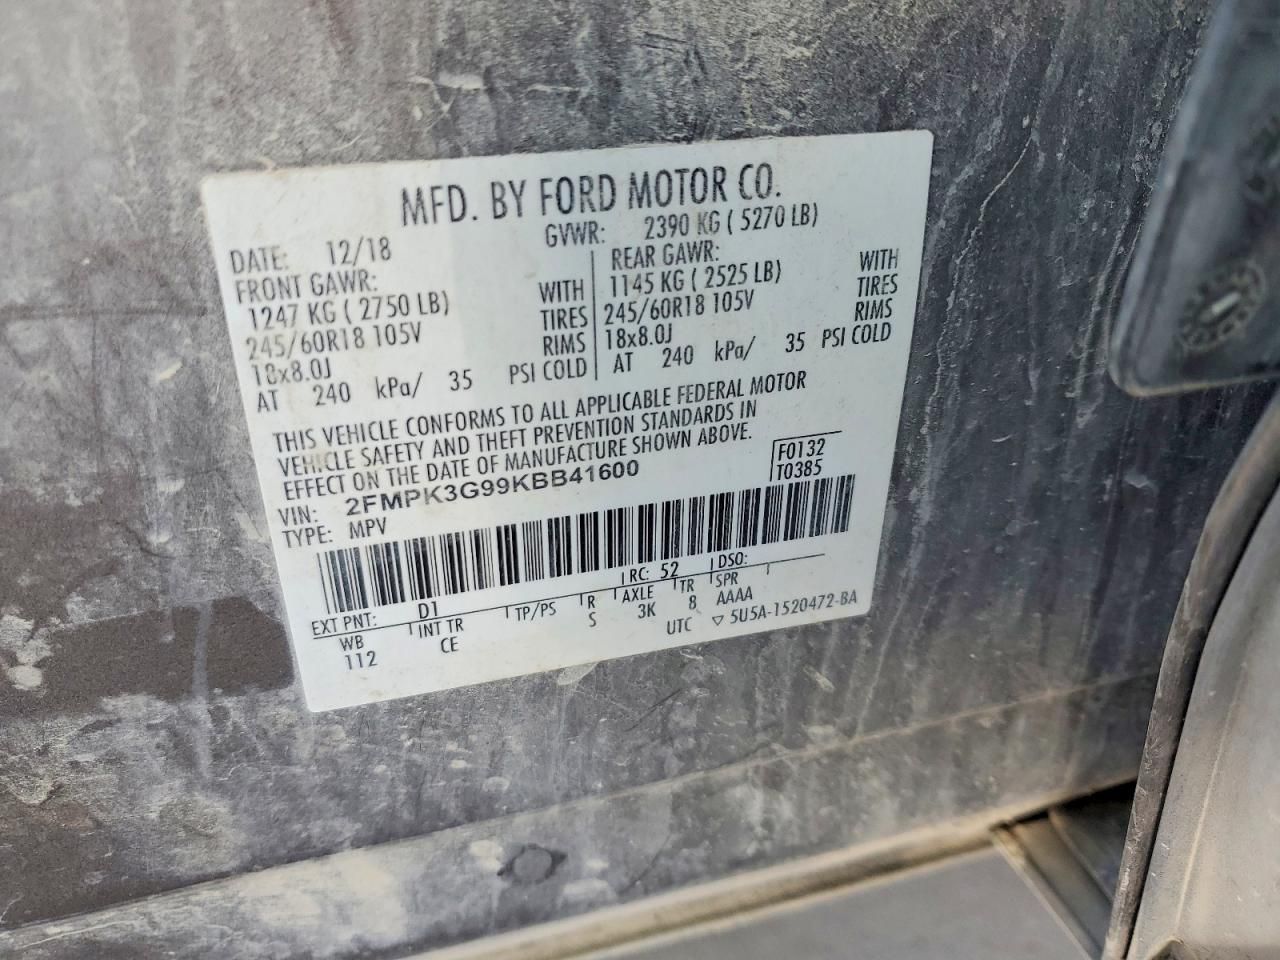 MFD. BY FORD MOTOR CO.
DATE: 12/18 GVWR: 2390 KG ( 5270 LB)
FRONT GAWR: REAR GAWR:
1247 KG ( 2750 LB) WITH 1145 KG ( 2525 LB) WITH
245/60R18 105V TIRES 245/60R18 105V TIRES
18x8.0J RIMS 18x8.0J RIMS
AT 240 kPa/ 35 PSI COLD AT 240 kPa/ 35 PSI COLD
THIS VEHICLE CONFORMS TO ALL APPLICABLE FEDERAL MOTOR
VEHICLE SAFETY AND THEFT PREVENTION STANDARDS IN
EFFECT ON THE DATE OF MANUFACTURE SHOWN ABOVE.
F0132
VIN: 2FMPK3G99KBB41600 T0385
TYPE: MPV
EXT PNT: D1 RC: 52 DSO:
WB INT TR TP/PS R AXLE TR SPR
112 CE S 3K 8 AAAA
UTC ▽ 5U5A-1520472-BA